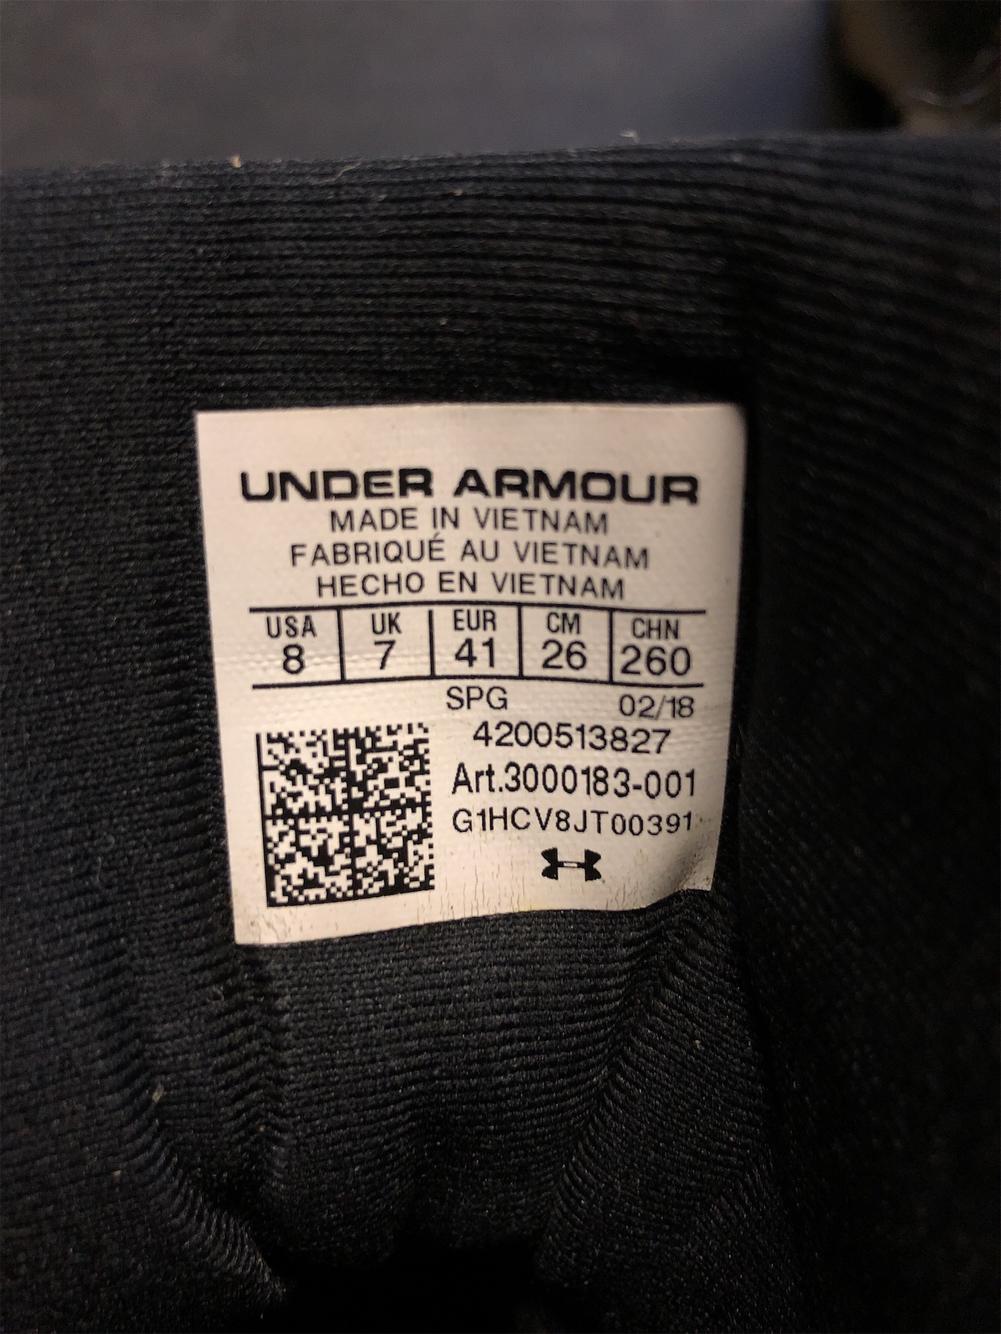 UNDER ARMOUR
MADE IN VIETNAM
FABRIQUÉ AU VIETNAM
HECHO EN VIETNAM
USA UK EUR CM CHN
8 7 41 26 260
SPG 02/18
4200513827
Art.3000183-001
G1HCV8JT00391